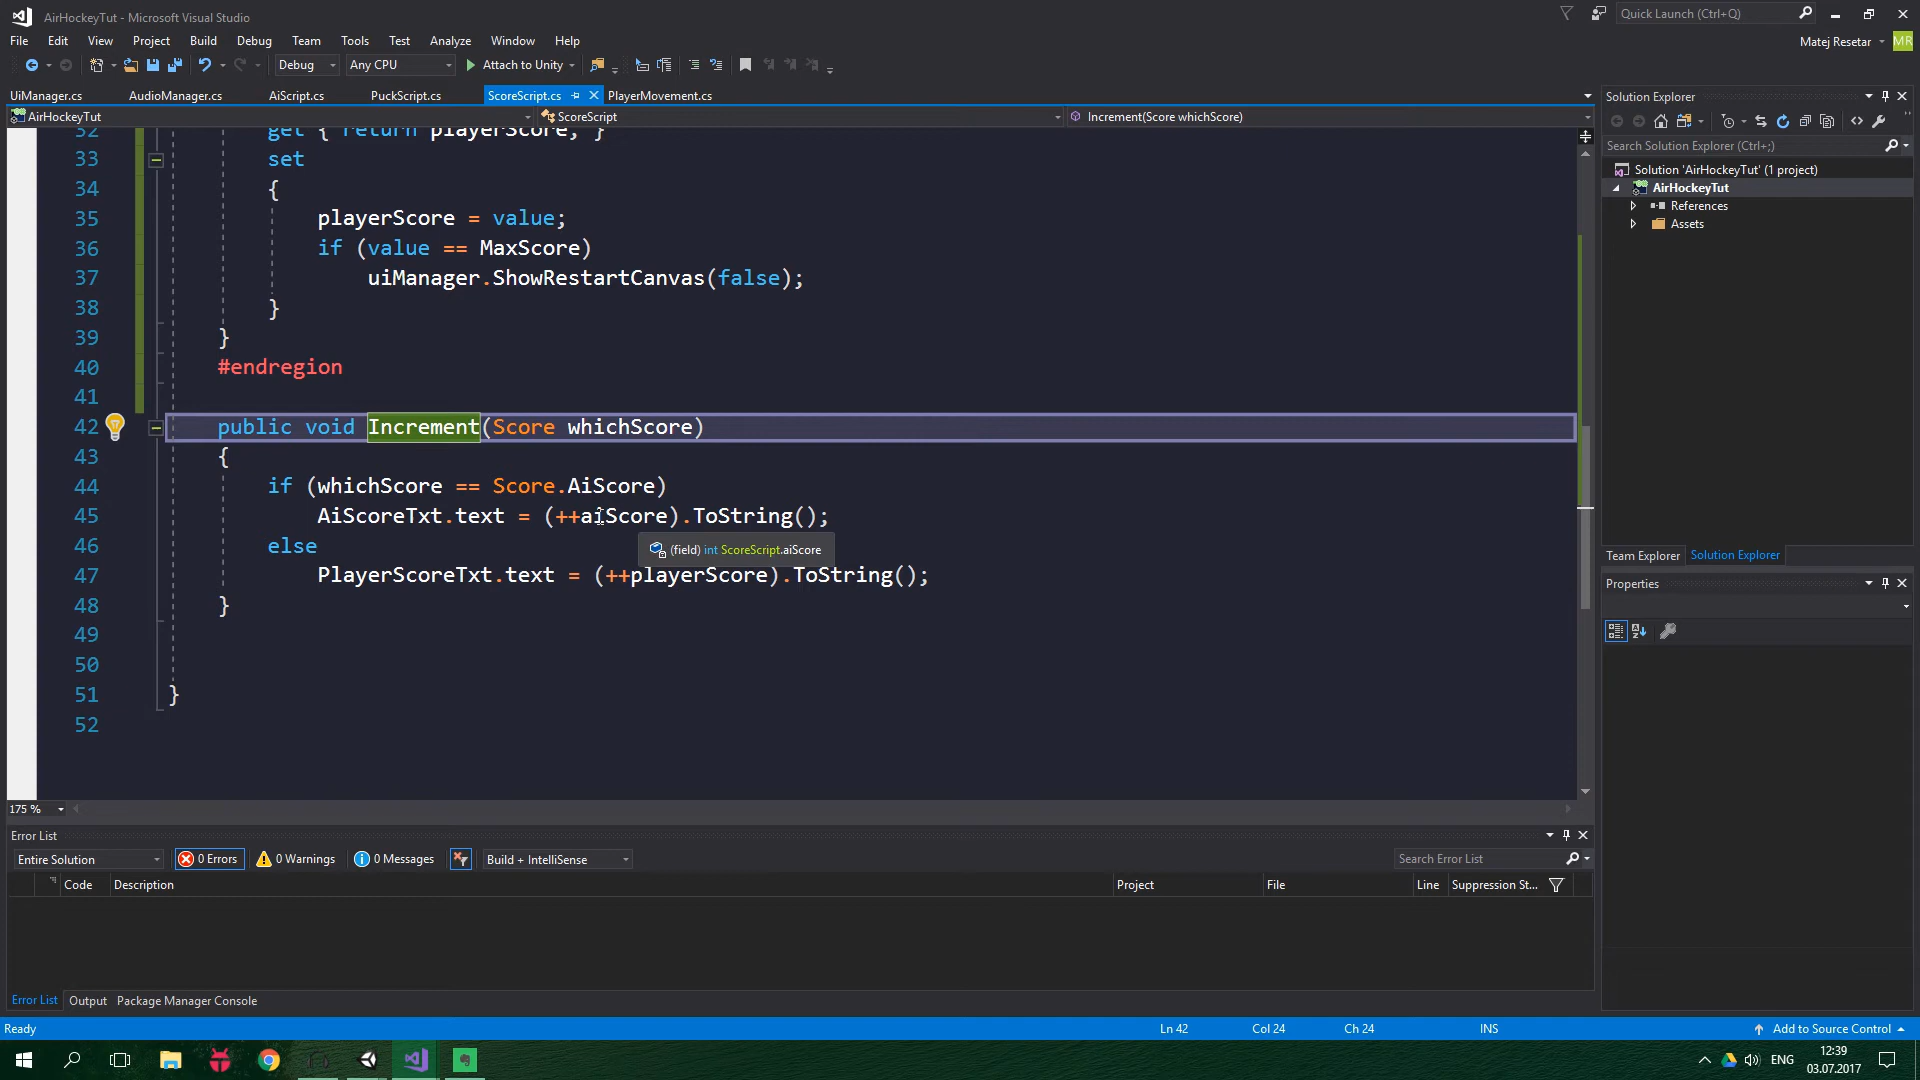 AirHockeyTut - Microsoft Visual Studio
Quick Launch (Ctrl+Q)
File Edit View Project Build Debug Team Tools Test Analyze Window Help
Matej Resetar MR
Debug Any CPU Attach to Unity
UiManager.cs AudioManager.cs AiScript.cs PuckScript.cs ScoreScript.cs PlayerMovement.cs
AirHockeyTut ScoreScript Increment(Score whichScore)
32 get { return playerScore; }
33 set
34 {
35 playerScore = value;
36 if (value == MaxScore)
37 uiManager.ShowRestartCanvas(false);
38 }
39 }
40 #endregion
41
42 public void Increment(Score whichScore)
43 {
44 if (whichScore == Score.AiScore)
45 AiScoreTxt.text = (++aiScore).ToString();
46 else
(field) int ScoreScript.aiScore
47 PlayerScoreTxt.text = (++playerScore).ToString();
48 }
49
50
51 }
52
175 %
Solution Explorer
Search Solution Explorer (Ctrl+;)
Solution 'AirHockeyTut' (1 project)
AirHockeyTut
References
Assets
Team Explorer Solution Explorer
Properties
Error List
Entire Solution 0 Errors 0 Warnings 0 Messages Build + IntelliSense Search Error List
Code Description Project File Line Suppression St...
Error List Output Package Manager Console
Ready Ln 42 Col 24 Ch 24 INS Add to Source Control
ENG 12:39
03.07.2017